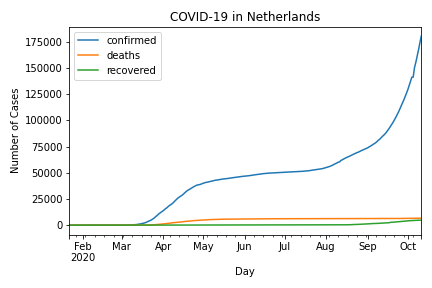 COVID-19 in Netherlands
confirmed
deaths
recovered
Number of Cases
175000
150000
125000
100000
75000
50000
25000
0
Feb Mar Apr May Jun Jul Aug Sep Oct
2020
Day